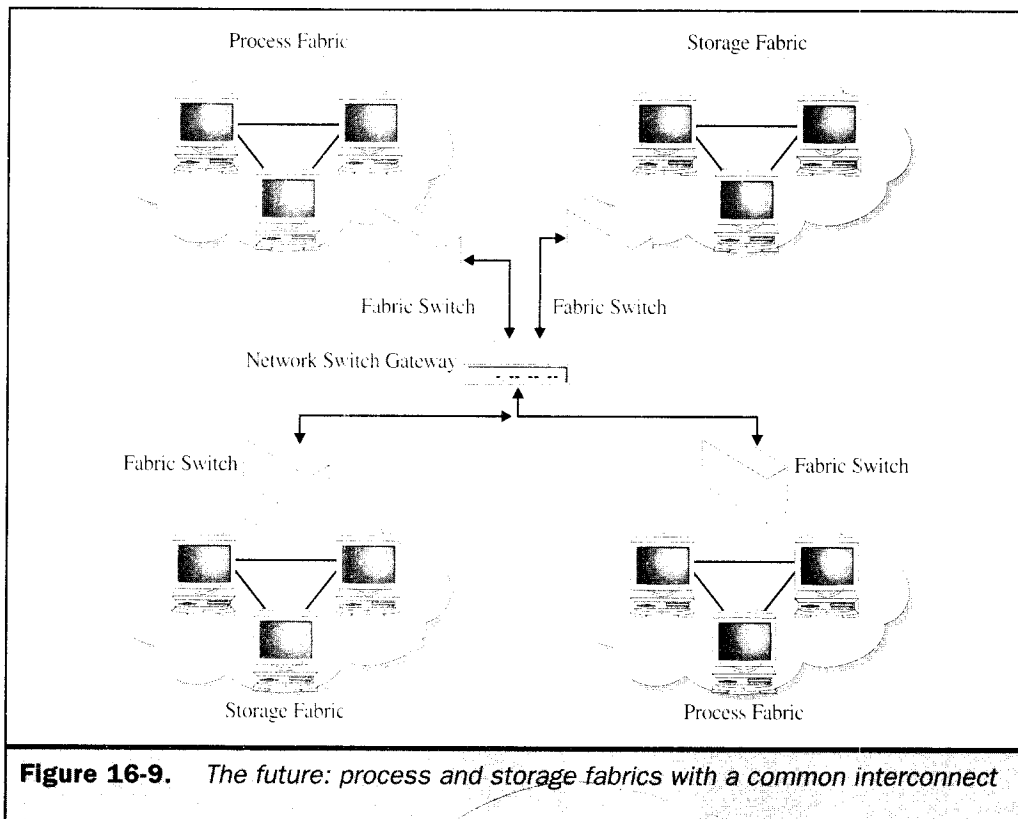 Process Fabric
Storage Fabric
Fabric Switch
Fabric Switch
Network Switch Gateway
Fabric Switch
Fabric Switch
Storage Fabric
Process Fabric
Figure 16-9. The future: process and storage fabrics with a common interconnect